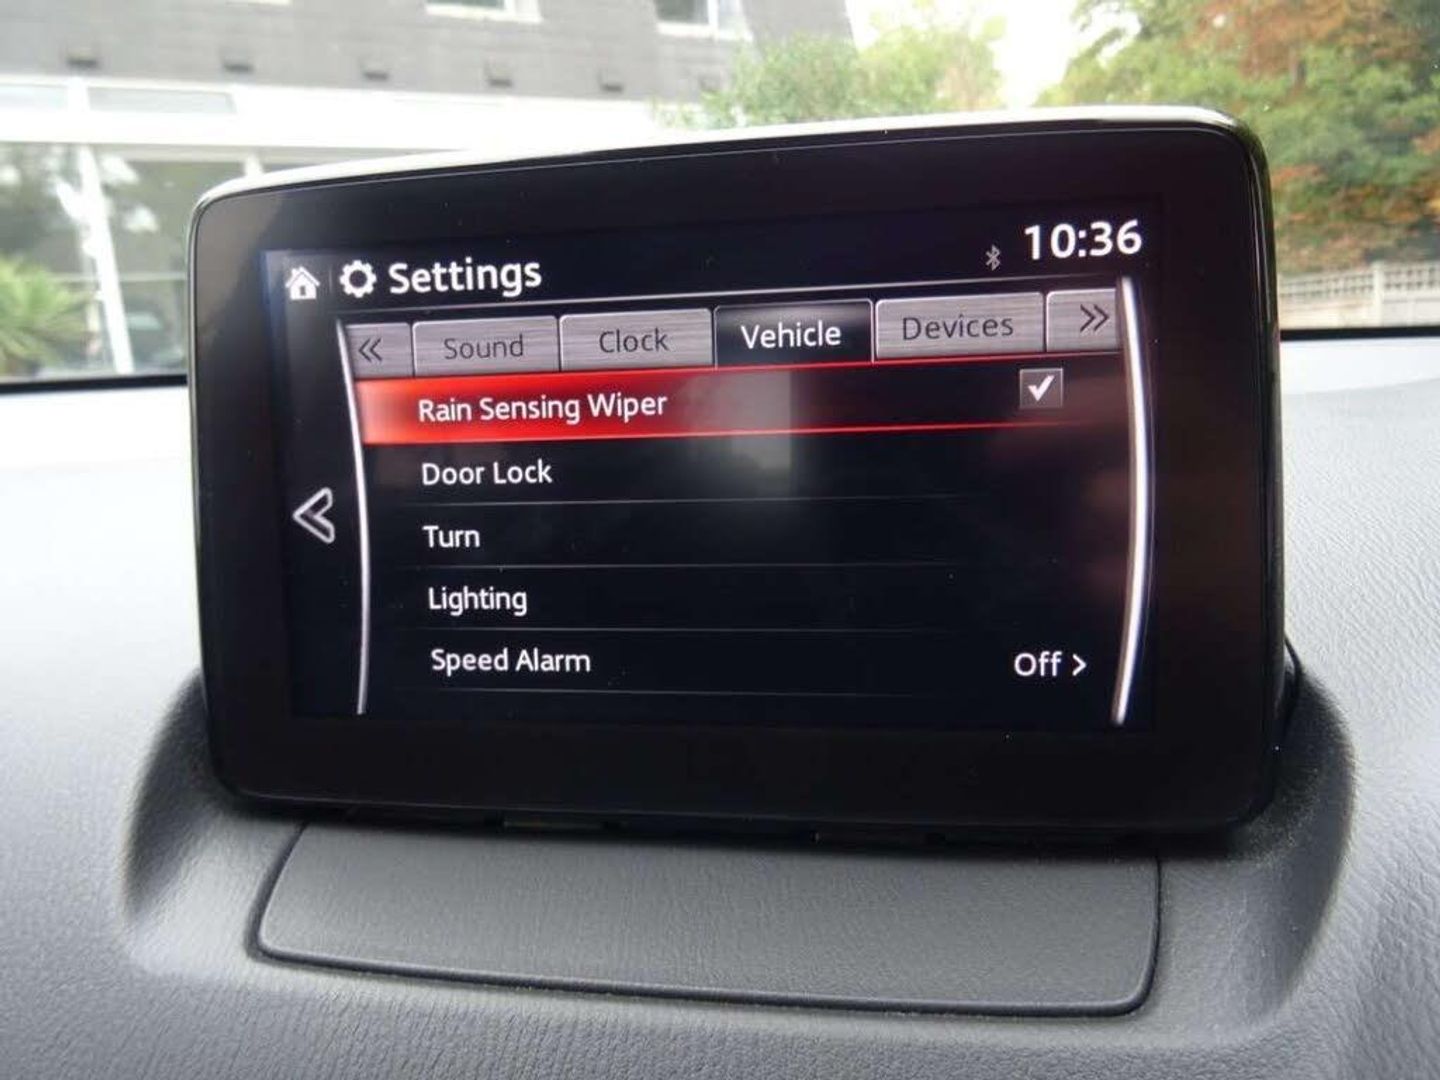 Settings
10:36
Sound Clock Vehicle Devices
Rain Sensing Wiper
Door Lock
Turn
Lighting
Speed Alarm Off >